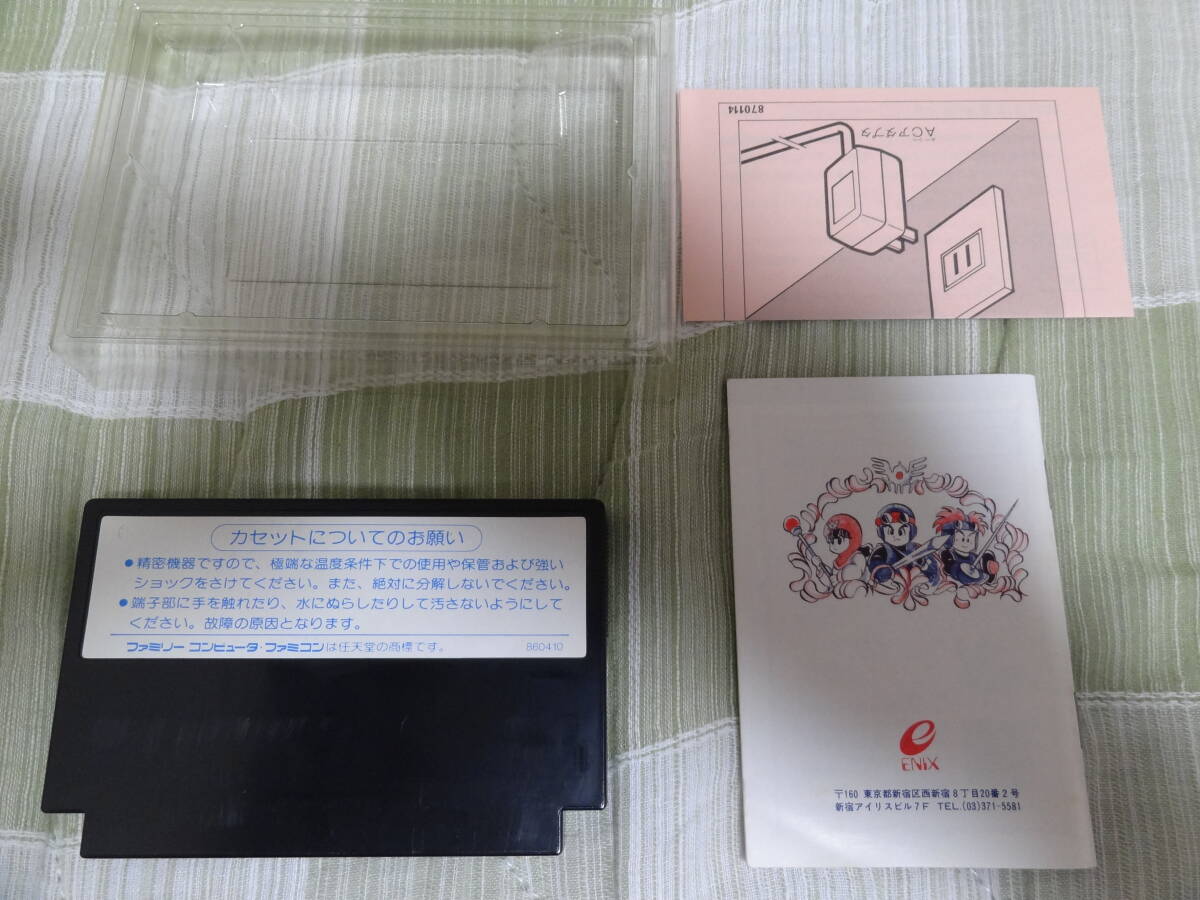 870114
ACアダプタ
カセットについてのお願い
●精密機器ですので、極端な温度条件下での使用や保管および強い
ショックをさけてください。また、絶対に分解しないでください。
●端子部に手を触れたり、水にぬらしたりして汚さないようにして
ください。故障の原因となります。
ファミリーコンピュータ・ファミコンは任天堂の商標です。 860410
ENIX
〒160 東京都新宿区西新宿8丁目20番2号
新宿アイリスビル7F TEL.(03)371-5581